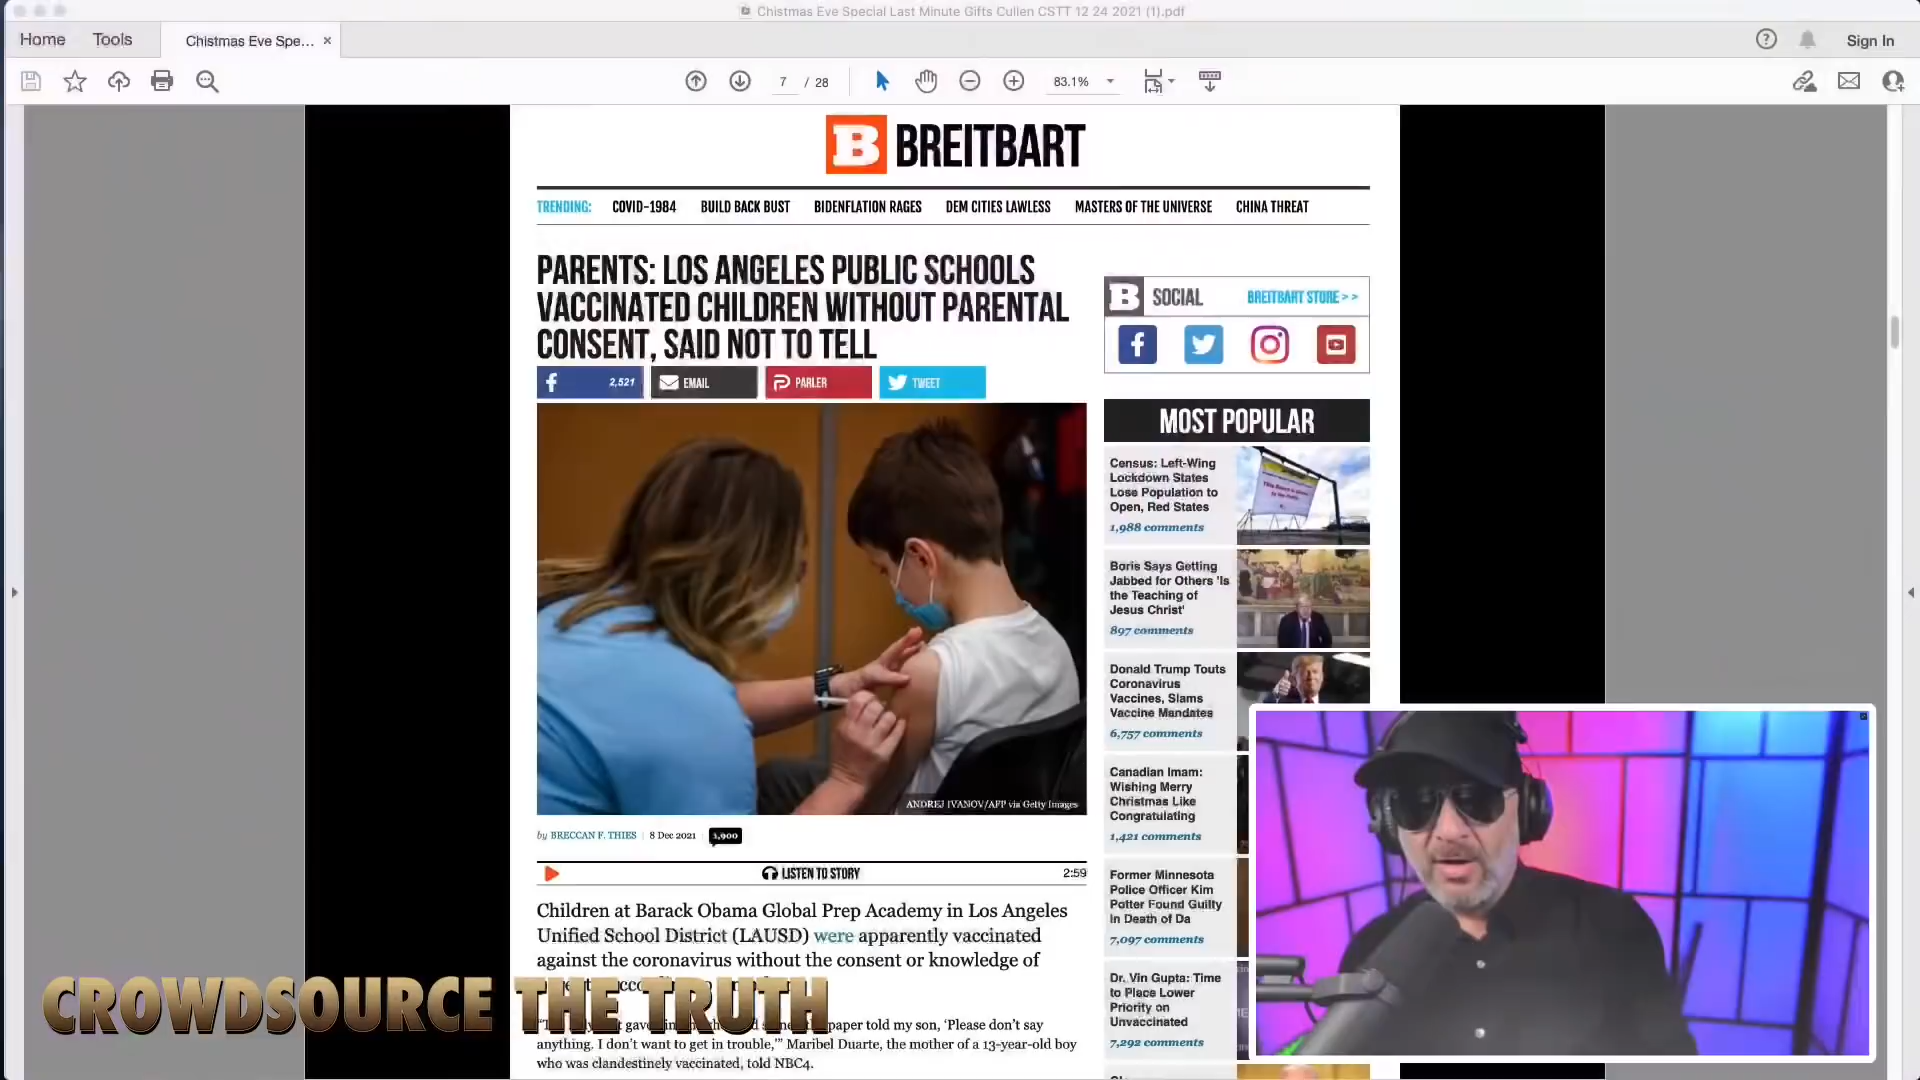 Chistmas Eve Special Last Minute Gifts Cullen CSTT 12 24 2021 (1).pdf
Home Tools Chistmas Eve Spe... × Sign In
7 / 28 83.1%
B BREITBART
TRENDING: COVID-1984 BUILD BACK BUST BIDENFLATION RAGES DEM CITIES LAWLESS MASTERS OF THE UNIVERSE CHINA THREAT
PARENTS: LOS ANGELES PUBLIC SCHOOLS
VACCINATED CHILDREN WITHOUT PARENTAL
CONSENT, SAID NOT TO TELL
2,521 EMAIL PARLER TWEET
ANDREJ IVANOV/AFP via Getty Images
by BRECCAN F. THIES 8 Dec 2021 3,900
LISTEN TO STORY 2:59
Children at Barack Obama Global Prep Academy in Los Angeles
Unified School District (LAUSD) were apparently vaccinated
against the coronavirus without the consent or knowledge of
paper told my son, ‘Please don’t say
anything. I don’t want to get in trouble,’” Maribel Duarte, the mother of a 13-year-old boy
who was clandestinely vaccinated, told NBC4.
B SOCIAL BREITBART STORE > >
MOST POPULAR
Census: Left-Wing
Lockdown States
Lose Population to
Open, Red States
1,988 comments
Boris Says Getting
Jabbed for Others 'Is
the Teaching of
Jesus Christ'
897 comments
Donald Trump Touts
Coronavirus
Vaccines, Slams
Vaccine Mandates
6,757 comments
Canadian Imam:
Wishing Merry
Christmas Like
Congratulating
1,421 comments
Former Minnesota
Police Officer Kim
Potter Found Guilty
in Death of Da
7,097 comments
Dr. Vin Gupta: Time
to Place Lower
Priority on
Unvaccinated
7,292 comments
CROWDSOURCE THE TRUTH